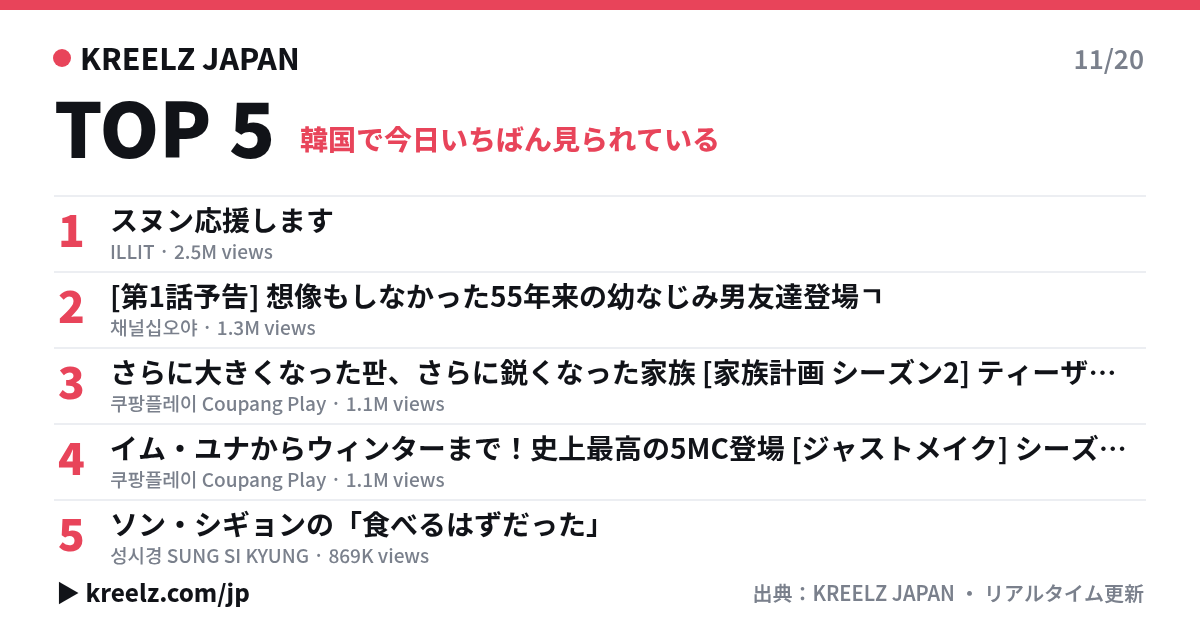 KREELZ JAPAN
11/20
TOP 5 韓国で今日いちばん見られている
1 スヌン応援します
ILLIT · 2.5M views
2 [第1話予告] 想像もしなかった55年来の幼なじみ男友達登場ㄱ
채널십오야 · 1.3M views
3 さらに大きくなった판、さらに鋭くなった家族 [家族計画 シーズン2] ティーザ…
쿠팡플레이 Coupang Play · 1.1M views
4 イム・ユナからウィンターまで！史上最高の5MC登場 [ジャストメイク] シーズ…
쿠팡플레이 Coupang Play · 1.1M views
5 ソン・シギョンの「食べるはずだった」
성시경 SUNG SI KYUNG · 869K views
▶ kreelz.com/jp
出典：KREELZ JAPAN ・ リアルタイム更新